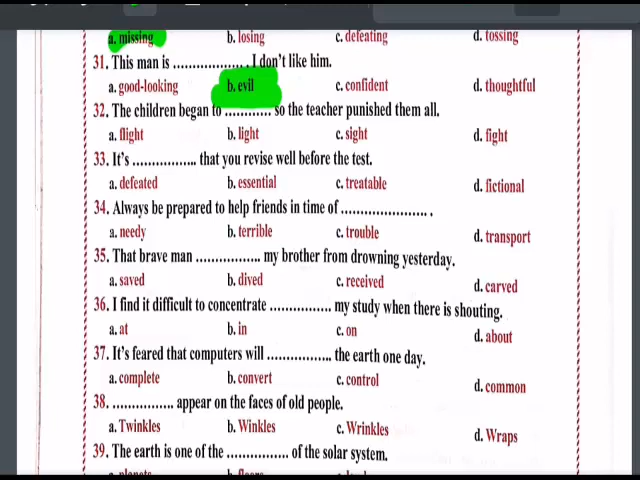 a. missing b. losing c. defeating d. tossing
31. This man is .................. . I don't like him.
a. good-looking b. evil c. confident d. thoughtful
32. The children began to ............ so the teacher punished them all.
a. flight b. light c. sight d. fight
33. It's ................ that you revise well before the test.
a. defeated b. essential c. treatable d. fictional
34. Always be prepared to help friends in time of ..................... .
a. needy b. terrible c. trouble d. transport
35. That brave man ................ my brother from drowning yesterday.
a. saved b. dived c. received d. carved
36. I find it difficult to concentrate ............... my study when there is shouting.
a. at b. in c. on d. about
37. It's feared that computers will ................ the earth one day.
a. complete b. convert c. control d. common
38. ............... appear on the faces of old people.
a. Twinkles b. Winkles c. Wrinkles d. Wraps
39. The earth is one of the ............... of the solar system.
a. planets b. floors